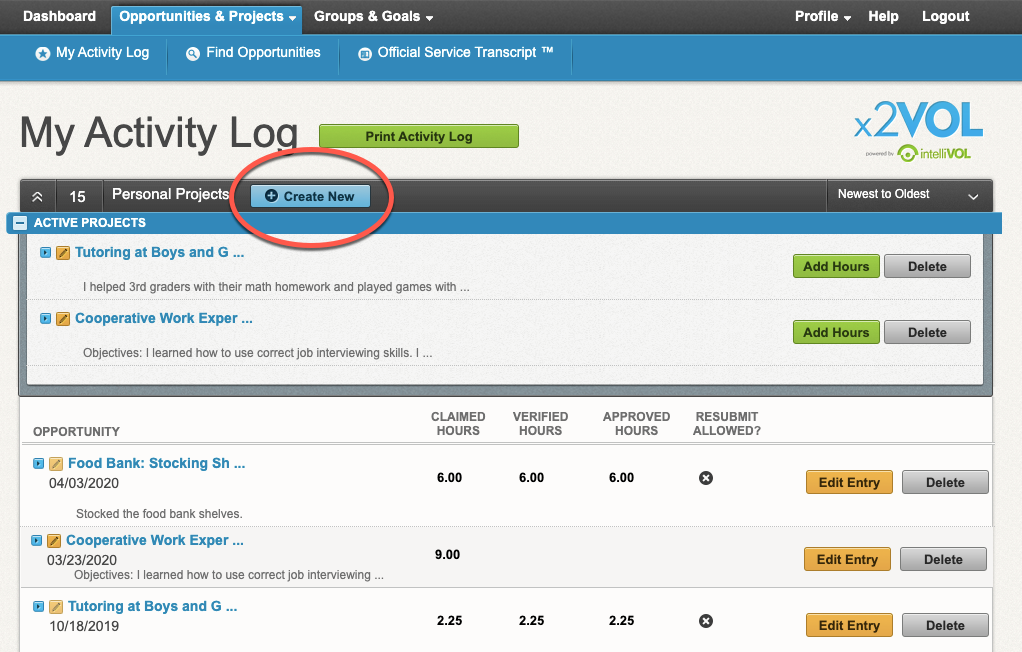 Dashboard Opportunities & Projects Groups & Goals Profile Help Logout
My Activity Log Find Opportunities Official Service Transcript ™
My Activity Log Print Activity Log
x2VOL
powered by intelliVOL
15 Personal Projects Create New Newest to Oldest
ACTIVE PROJECTS
Tutoring at Boys and G ...
Add Hours Delete
I helped 3rd graders with their math homework and played games with ...
Cooperative Work Exper ...
Add Hours Delete
Objectives: I learned how to use correct job interviewing skills. I ...
OPPORTUNITY CLAIMED HOURS VERIFIED HOURS APPROVED HOURS RESUBMIT ALLOWED?
Food Bank: Stocking Sh ...
04/03/2020 6.00 6.00 6.00 Edit Entry Delete
Stocked the food bank shelves.
Cooperative Work Exper ...
03/23/2020 9.00 Edit Entry Delete
Objectives: I learned how to use correct job interviewing ...
Tutoring at Boys and G ...
10/18/2019 2.25 2.25 2.25 Edit Entry Delete